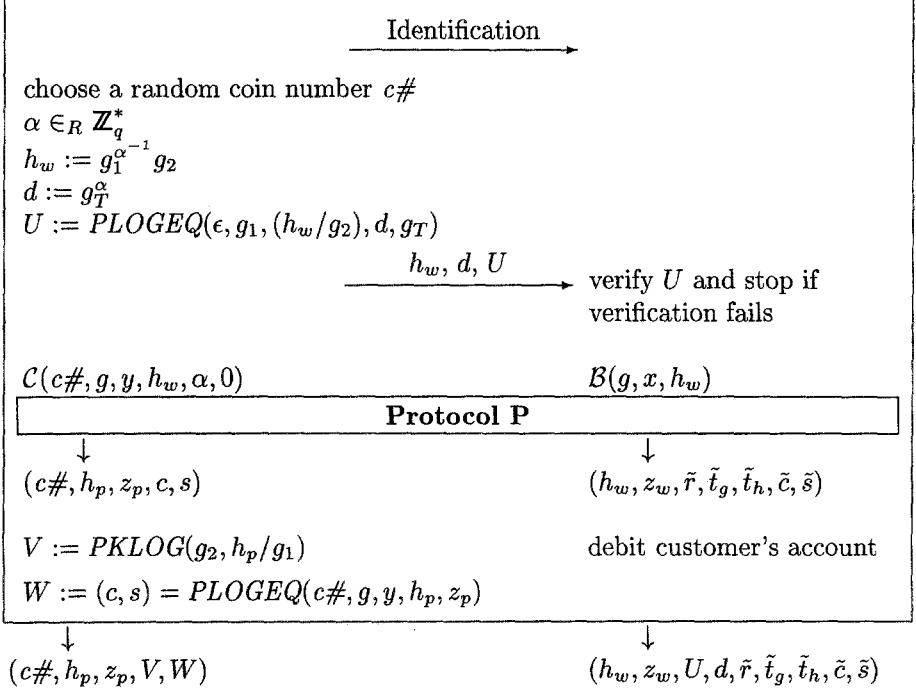 Identification
choose a random coin number c#
α ∈_R ℤ_q^*
h_w := g_1^{α^{-1}} g_2
d := g_T^α
U := PLOGEQ(ϵ, g_1, (h_w/g_2), d, g_T)
h_w, d, U
verify U and stop if
verification fails
𝒞(c#, g, y, h_w, α, 0) ℬ(g, x, h_w)
Protocol P
(c#, h_p, z_p, c, s) (h_w, z_w, r̃, t̃_g, t̃_h, c̃, s̃)
V := PKLOG(g_2, h_p/g_1) debit customer's account
W := (c, s) = PLOGEQ(c#, g, y, h_p, z_p)
(c#, h_p, z_p, V, W) (h_w, z_w, U, d, r̃, t̃_g, t̃_h, c̃, s̃)